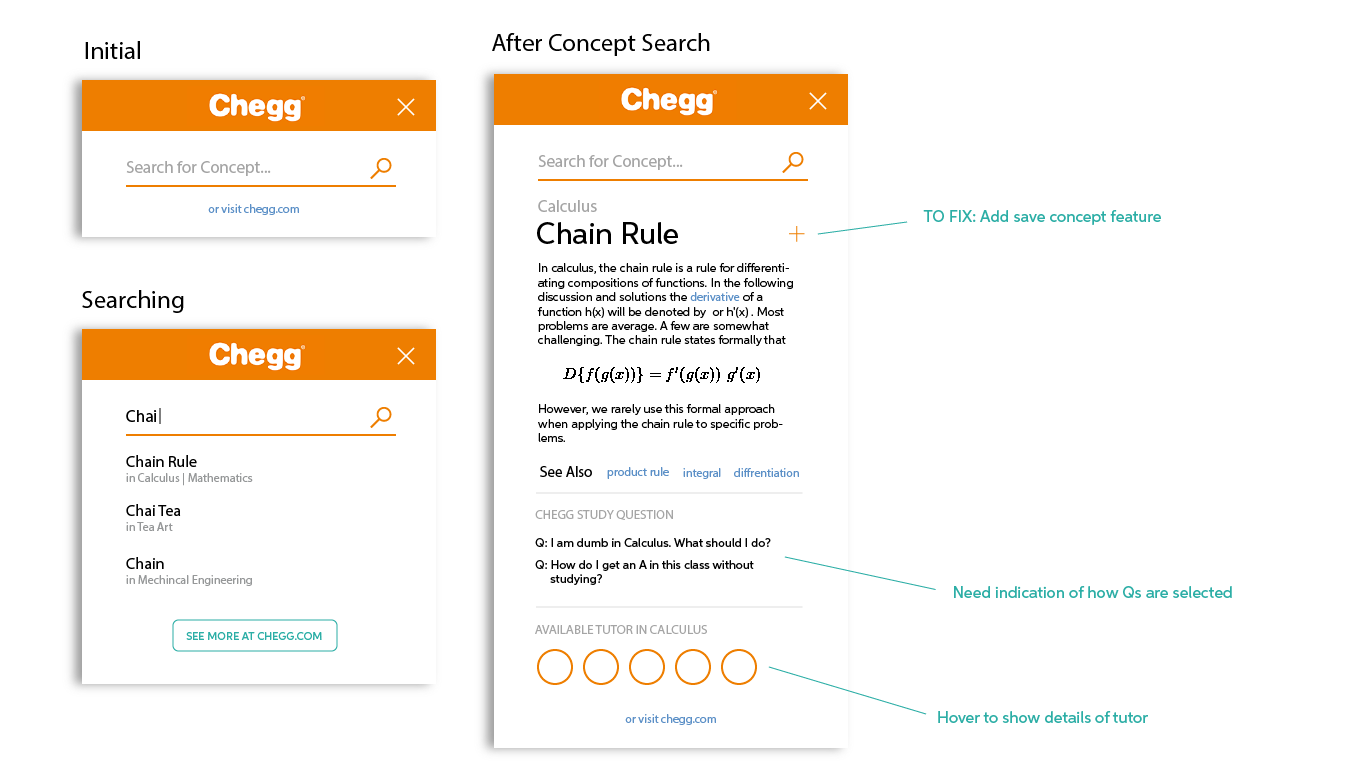 Initial
Chegg®
Search for Concept...
or visit chegg.com
Searching
Chegg®
Chai
Chain Rule
in Calculus | Mathematics
Chai Tea
in Tea Art
Chain
in Mechincal Engineering
SEE MORE AT CHEGG.COM
After Concept Search
Chegg®
Search for Concept...
Calculus
Chain Rule
+
TO FIX: Add save concept feature
In calculus, the chain rule is a rule for differenti-
ating compositions of functions. In the following
discussion and solutions the derivative of a
function h(x) will be denoted by or h'(x) . Most
problems are average. A few are somewhat
challenging. The chain rule states formally that
D{f(g(x))} = f'(g(x)) g'(x)
However, we rarely use this formal approach
when applying the chain rule to specific prob-
lems.
See Also product rule integral diffrentiation
CHEGG STUDY QUESTION
Q: I am dumb in Calculus. What should I do?
Q: How do I get an A in this class without
studying?
Need indication of how Qs are selected
AVAILABLE TUTOR IN CALCULUS
Hover to show details of tutor
or visit chegg.com